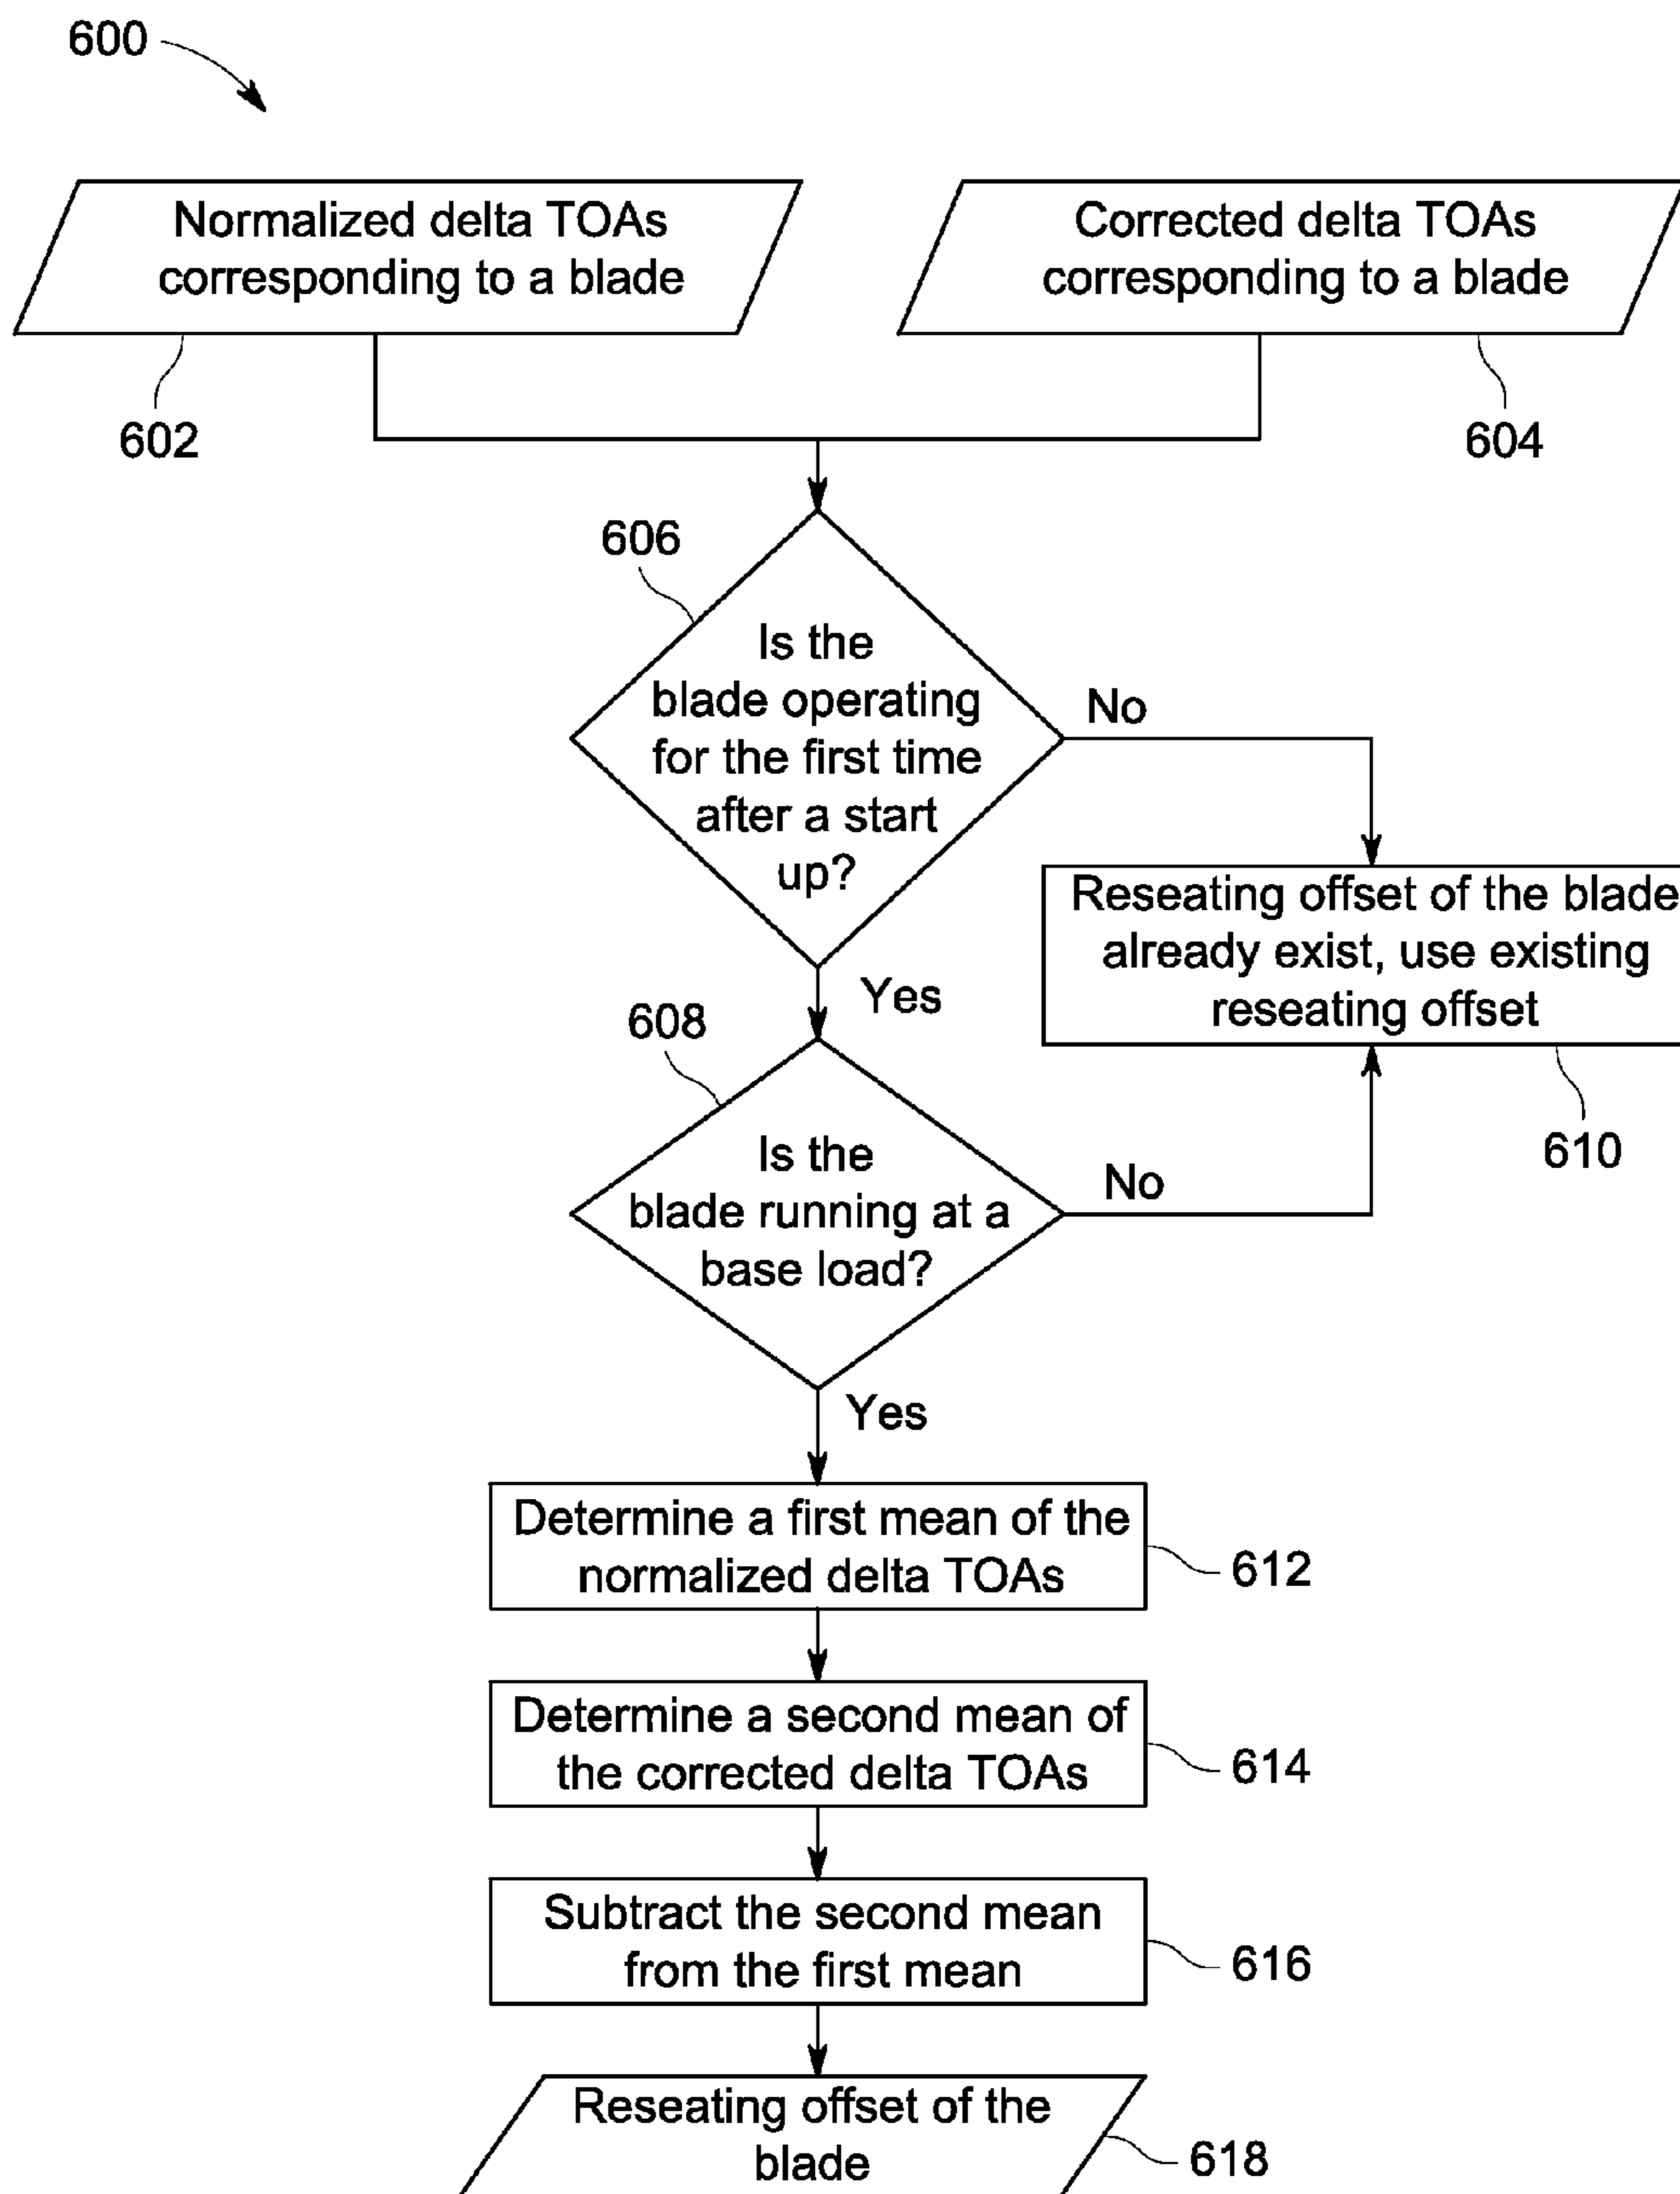 600
Normalized delta TOAs
corresponding to a blade
Corrected delta TOAs
corresponding to a blade
602
604
606
Is the
blade operating
for the first time
after a start
up?
No
Yes
Reseating offset of the blade
already exist, use existing
reseating offset
610
608
Is the
blade running at a
base load?
No
Yes
Determine a first mean of the
normalized delta TOAs
612
Determine a second mean of
the corrected delta TOAs
614
Subtract the second mean
from the first mean
616
Reseating offset of the
blade
618